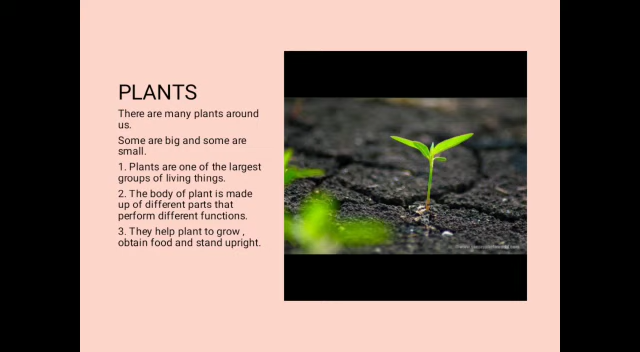 PLANTS
There are many plants around
us.
Some are big and some are
small.
1. Plants are one of the largest
groups of living things.
2. The body of plant is made
up of different parts that
perform different functions.
3. They help plant to grow ,
obtain food and stand upright.